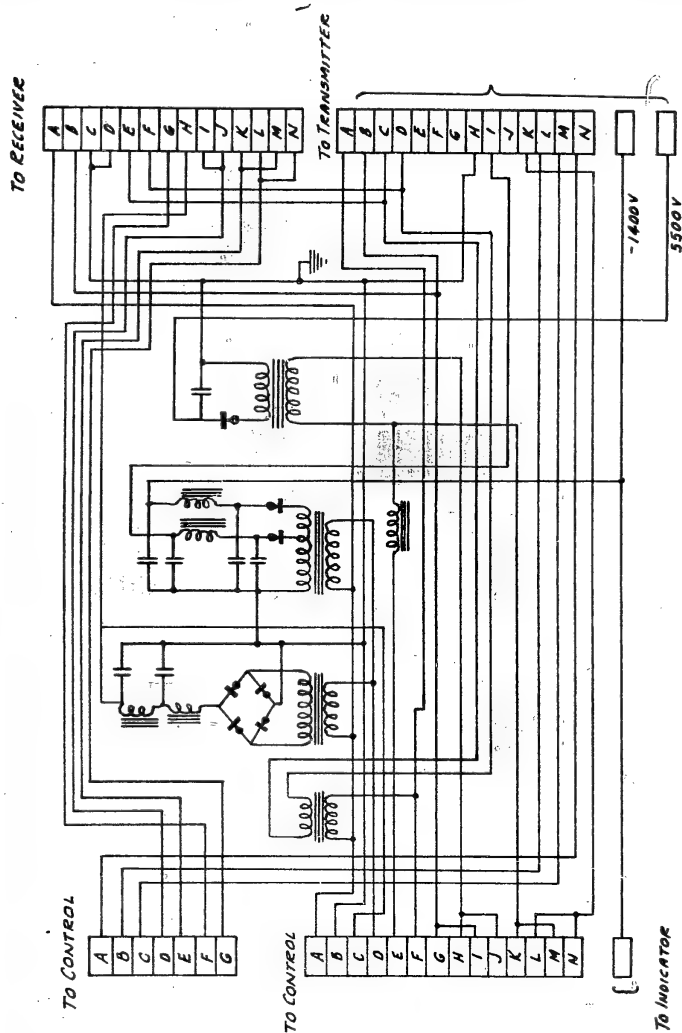 TO RECEIVER
A
B
C
D
E
F
G
H
I
J
K
L
M
N
TO TRANSMITTER
A
B
C
D
E
F
G
H
I
J
K
L
M
N
-1400V
5500V
TO CONTROL
A
B
C
D
E
F
G
TO CONTROL
A
B
C
D
E
F
G
H
I
J
K
L
M
N
TO INDICATOR